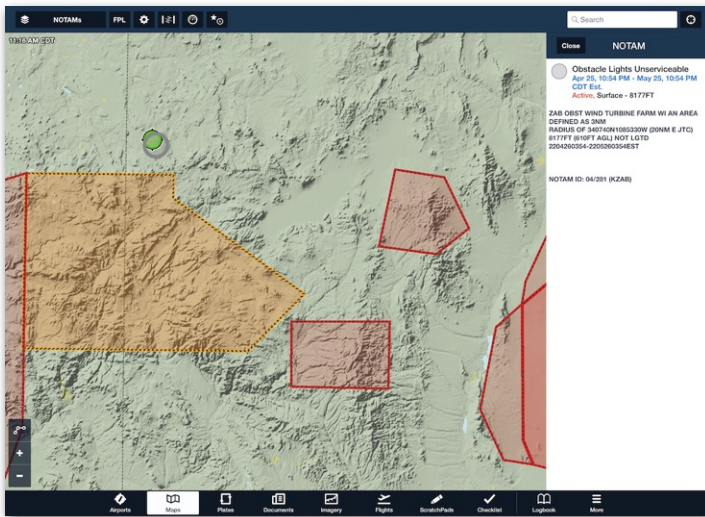 NOTAMs
FPL
Search
11:16 AM CDT
Close
NOTAM
Obstacle Lights Unserviceable
Apr 25, 10:54 PM - May 25, 10:54 PM
CDT Est.
Active, Surface - 8177FT
ZAB OBST WIND TURBINE FARM WI AN AREA
DEFINED AS 3NM
RADIUS OF 340740N1085330W (20NM E JTC)
8177FT (610FT AGL) NOT LGTD
2204260354-2205260354EST
NOTAM ID: 04/281 (KZAB)
Airports
Maps
Plates
Documents
Imagery
Flights
ScratchPads
Checklist
Logbook
More